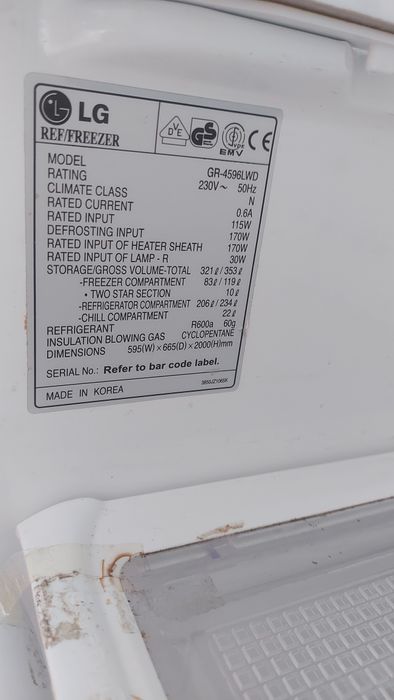 LG
REF/FREEZER
DVE GS VPS EMV CE
MODEL GR-4596LWD
RATING 230V~ 50Hz
CLIMATE CLASS N
RATED CURRENT 0.6A
RATED INPUT 115W
DEFROSTING INPUT 170W
RATED INPUT OF HEATER SHEATH 170W
RATED INPUT OF LAMP - R 30W
STORAGE/GROSS VOLUME-TOTAL 321ℓ/353ℓ
-FREEZER COMPARTMENT 83ℓ/119ℓ
• TWO STAR SECTION 10ℓ
-REFRIGERATOR COMPARTMENT 206ℓ/234ℓ
-CHILL COMPARTMENT 22ℓ
REFRIGERANT R600a 60g
INSULATION BLOWING GAS CYCLOPENTANE
DIMENSIONS 595(W)×665(D)×2000(H)mm
SERIAL No.: Refer to bar code label.
MADE IN KOREA